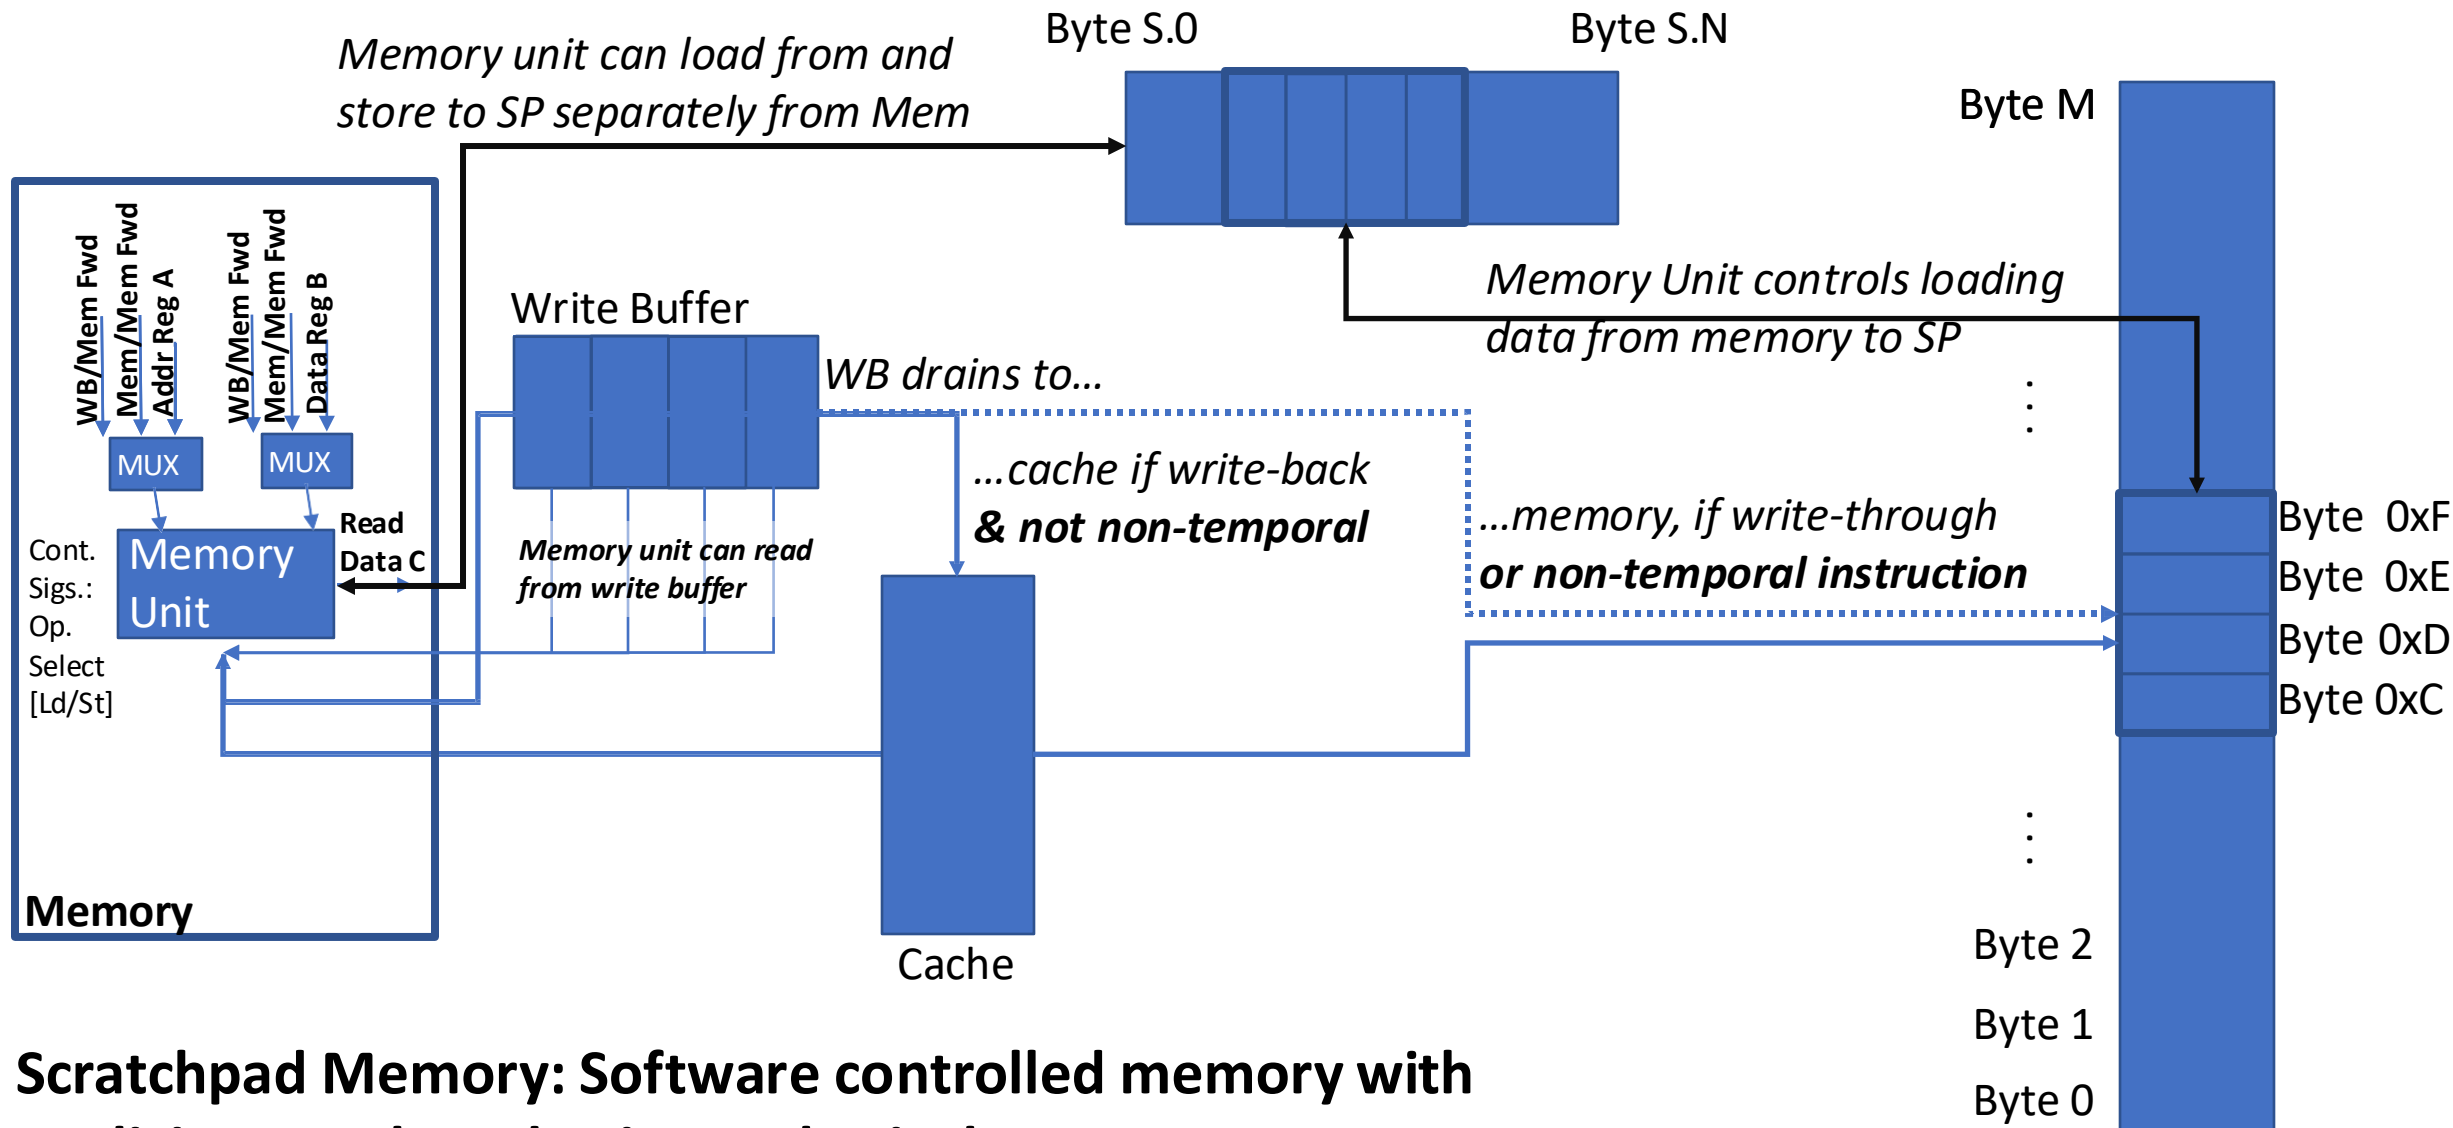 Byte S.0
Byte S.N
Memory unit can load from and
store to SP separately from Mem
Byte M
WB/Mem Fwd
Mem/Mem Fwd
Addr Reg A
WB/Mem Fwd
Mem/Mem Fwd
Data Reg B
Memory Unit controls loading
data from memory to SP
Write Buffer
WB drains to...
⋮
MUX
MUX
...cache if write-back
& not non-temporal
...memory, if write-through
or non-temporal instruction
Byte 0xF
Byte 0xE
Byte 0xD
Byte 0xC
Read
Data C
Cont.
Sigs.:
Op.
Select
[Ld/St]
Memory
Unit
Memory unit can read
from write buffer
⋮
Memory
Cache
Byte 2
Byte 1
Byte 0
Scratchpad Memory: Software controlled memory with